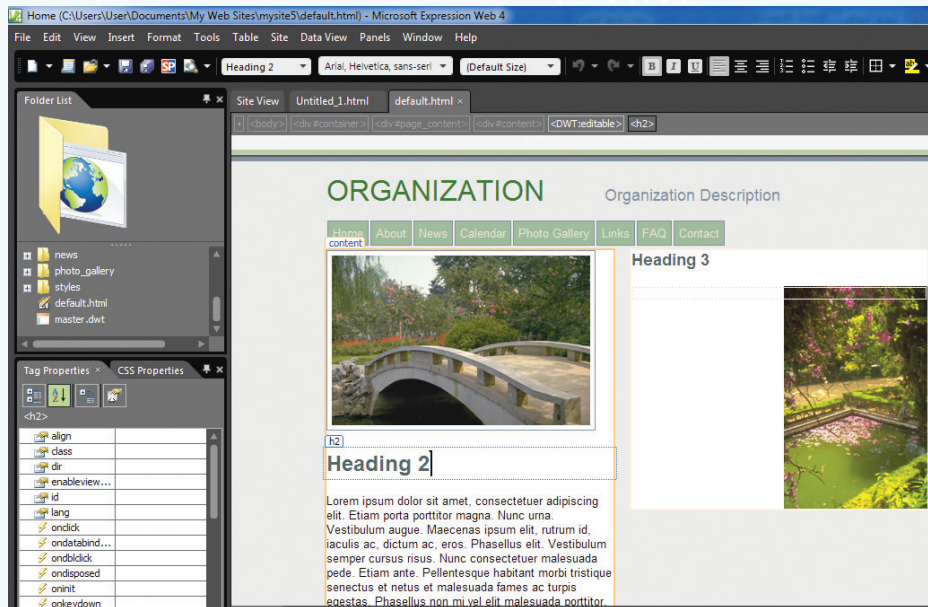 Home (C:\Users\User\Documents\My Web Sites\mysite5\default.html) - Microsoft Expression Web 4
File Edit View Insert Format Tools Table Site Data View Panels Window Help
Heading 2 Arial, Helvetica, sans-seri (Default Size) B I U
Folder List
news
photo_gallery
styles
default.html
master.dwt
Tag Properties × CSS Properties
<h2>
align
class
dir
enableview...
id
lang
onclick
ondatabind...
ondblclick
ondisposed
oninit
onkeydown
Site View Untitled_1.html default.html ×
<body> <div#container> <div#page_content> <div#content> <DWT:editable> <h2>
ORGANIZATION Organization Description
Home About News Calendar Photo Gallery Links FAQ Contact
content
Heading 3
h2
Heading 2
Lorem ipsum dolor sit amet, consectetuer adipiscing
elit. Etiam porta porttitor magna. Nunc urna.
Vestibulum augue. Maecenas ipsum elit, rutrum id,
iaculis ac, dictum ac, eros. Phasellus elit. Vestibulum
semper cursus risus. Nunc consectetuer malesuada
pede. Etiam ante. Pellentesque habitant morbi tristique
senectus et netus et malesuada fames ac turpis
egestas. Phasellus non mi vel elit malesuada porttitor.